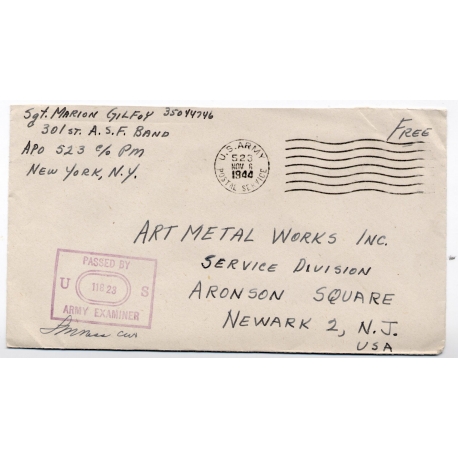 Sgt. MARION GILFOY 35044746
301st. A.S.F. BAND
APO 523 c/o PM
NEW YORK, N.Y.
FREE
U.S. ARMY
523
NOV 8
1944
POSTAL SERVICE
ART METAL WORKS INC.
SERVICE DIVISION
ARONSON SQUARE
NEWARK 2, N.J.
USA
PASSED BY
U S
ARMY EXAMINER